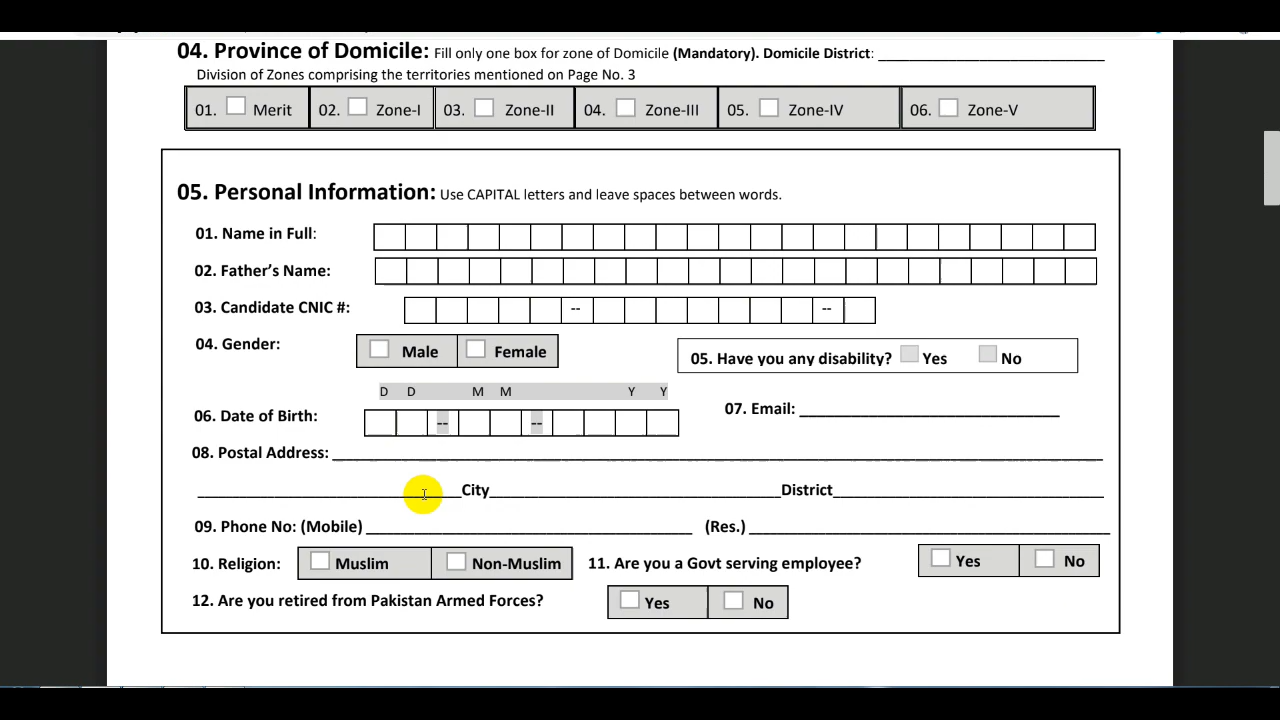 04. Province of Domicile: Fill only one box for zone of Domicile (Mandatory). Domicile District: ____________________________
Division of Zones comprising the territories mentioned on Page No. 3
01. Merit 02. Zone-I 03. Zone-II 04. Zone-III 05. Zone-IV 06. Zone-V
05. Personal Information: Use CAPITAL letters and leave spaces between words.
01. Name in Full:
02. Father's Name:
03. Candidate CNIC #: -- --
04. Gender: Male Female 05. Have you any disability? Yes No
D D M M Y Y
06. Date of Birth: -- -- 07. Email: ____________________________
08. Postal Address: ____________________________
____________________________City____________________________District____________________________
09. Phone No: (Mobile) ____________________________ (Res.) ____________________________
10. Religion: Muslim Non-Muslim 11. Are you a Govt serving employee? Yes No
12. Are you retired from Pakistan Armed Forces? Yes No